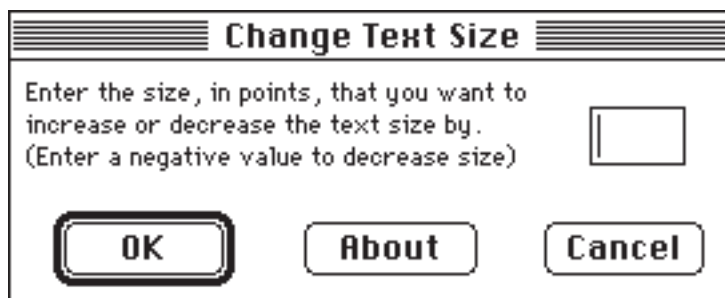 Change Text Size
Enter the size, in points, that you want to
increase or decrease the text size by.
(Enter a negative value to decrease size)
OK
About
Cancel